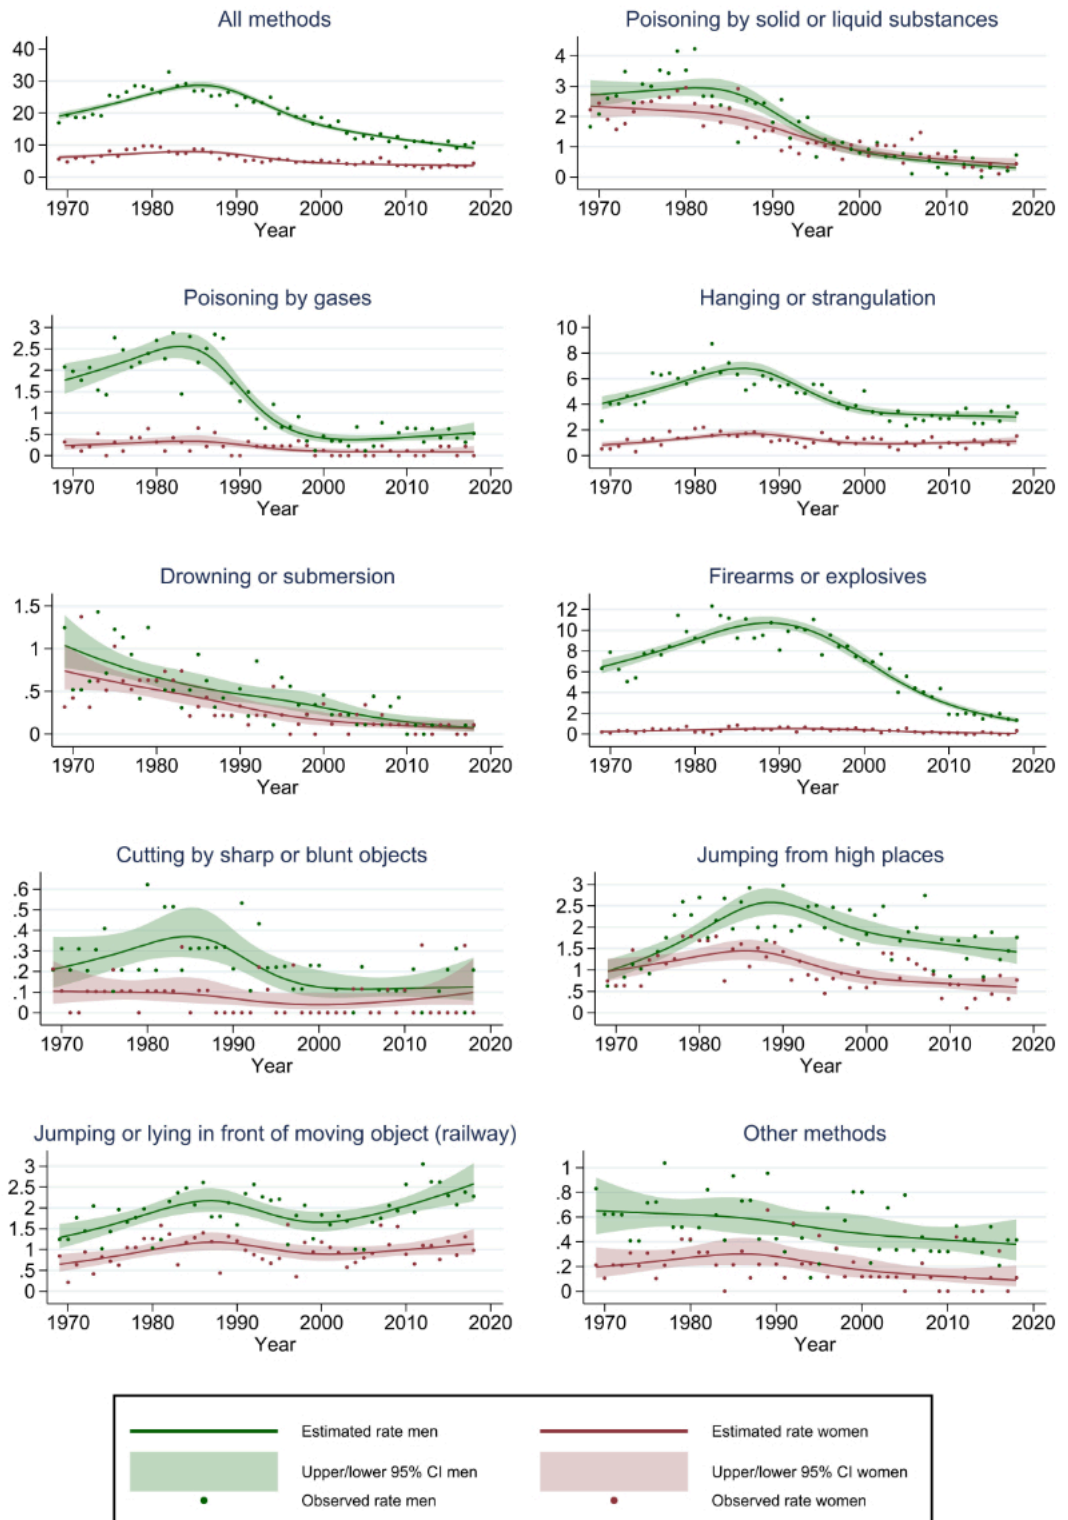 All methods
40
30
20
10
0
1970 1980 1990 2000 2010 2020
Year
Poisoning by solid or liquid substances
4
3
2
1
0
1970 1980 1990 2000 2010 2020
Year
Poisoning by gases
3
2.5
2
1.5
1
.5
0
1970 1980 1990 2000 2010 2020
Year
Hanging or strangulation
10
8
6
4
2
0
1970 1980 1990 2000 2010 2020
Year
Drowning or submersion
1.5
1
.5
0
1970 1980 1990 2000 2010 2020
Year
Firearms or explosives
12
10
8
6
4
2
0
1970 1980 1990 2000 2010 2020
Year
Cutting by sharp or blunt objects
.6
.5
.4
.3
.2
.1
0
1970 1980 1990 2000 2010 2020
Year
Jumping from high places
3
2.5
2
1.5
1
.5
0
1970 1980 1990 2000 2010 2020
Year
Jumping or lying in front of moving object (railway)
3
2.5
2
1.5
1
.5
0
1970 1980 1990 2000 2010 2020
Year
Other methods
1
.8
.6
.4
.2
0
1970 1980 1990 2000 2010 2020
Year
Estimated rate men
Estimated rate women
Upper/lower 95% CI men
Upper/lower 95% CI women
Observed rate men
Observed rate women